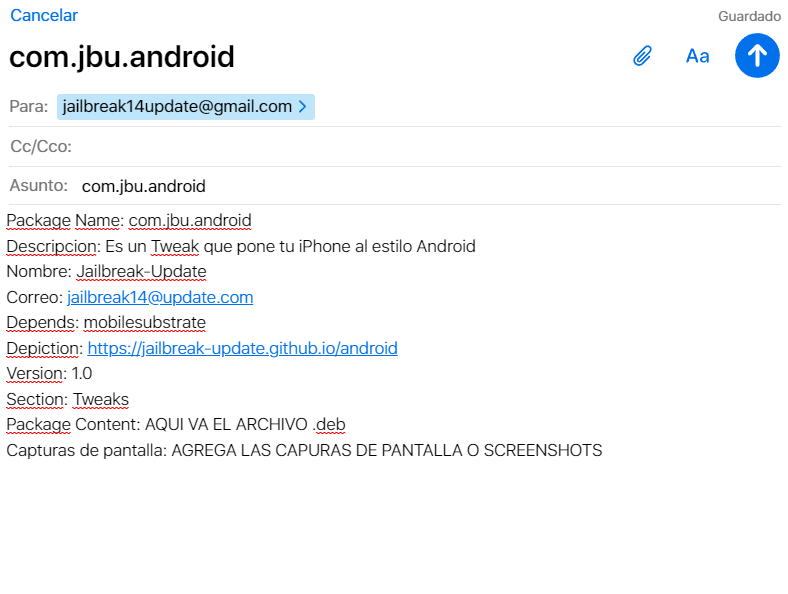 Cancelar
Guardado
com.jbu.android
Aa
Para: jailbreak14update@gmail.com
Cc/Cco:
Asunto: com.jbu.android
Package Name: com.jbu.android
Descripcion: Es un Tweak que pone tu iPhone al estilo Android
Nombre: Jailbreak-Update
Correo: jailbreak14@update.com
Depends: mobilesubstrate
Depiction: https://jailbreak-update.github.io/android
Version: 1.0
Section: Tweaks
Package Content: AQUI VA EL ARCHIVO .deb
Capturas de pantalla: AGREGA LAS CAPURAS DE PANTALLA O SCREENSHOTS